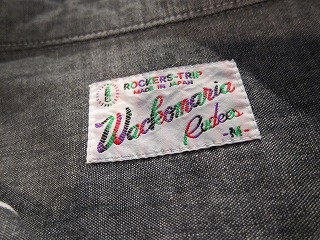 ROCKERS-TRIP
MADE IN JAPAN
Wackomaria
Rudees
-M-